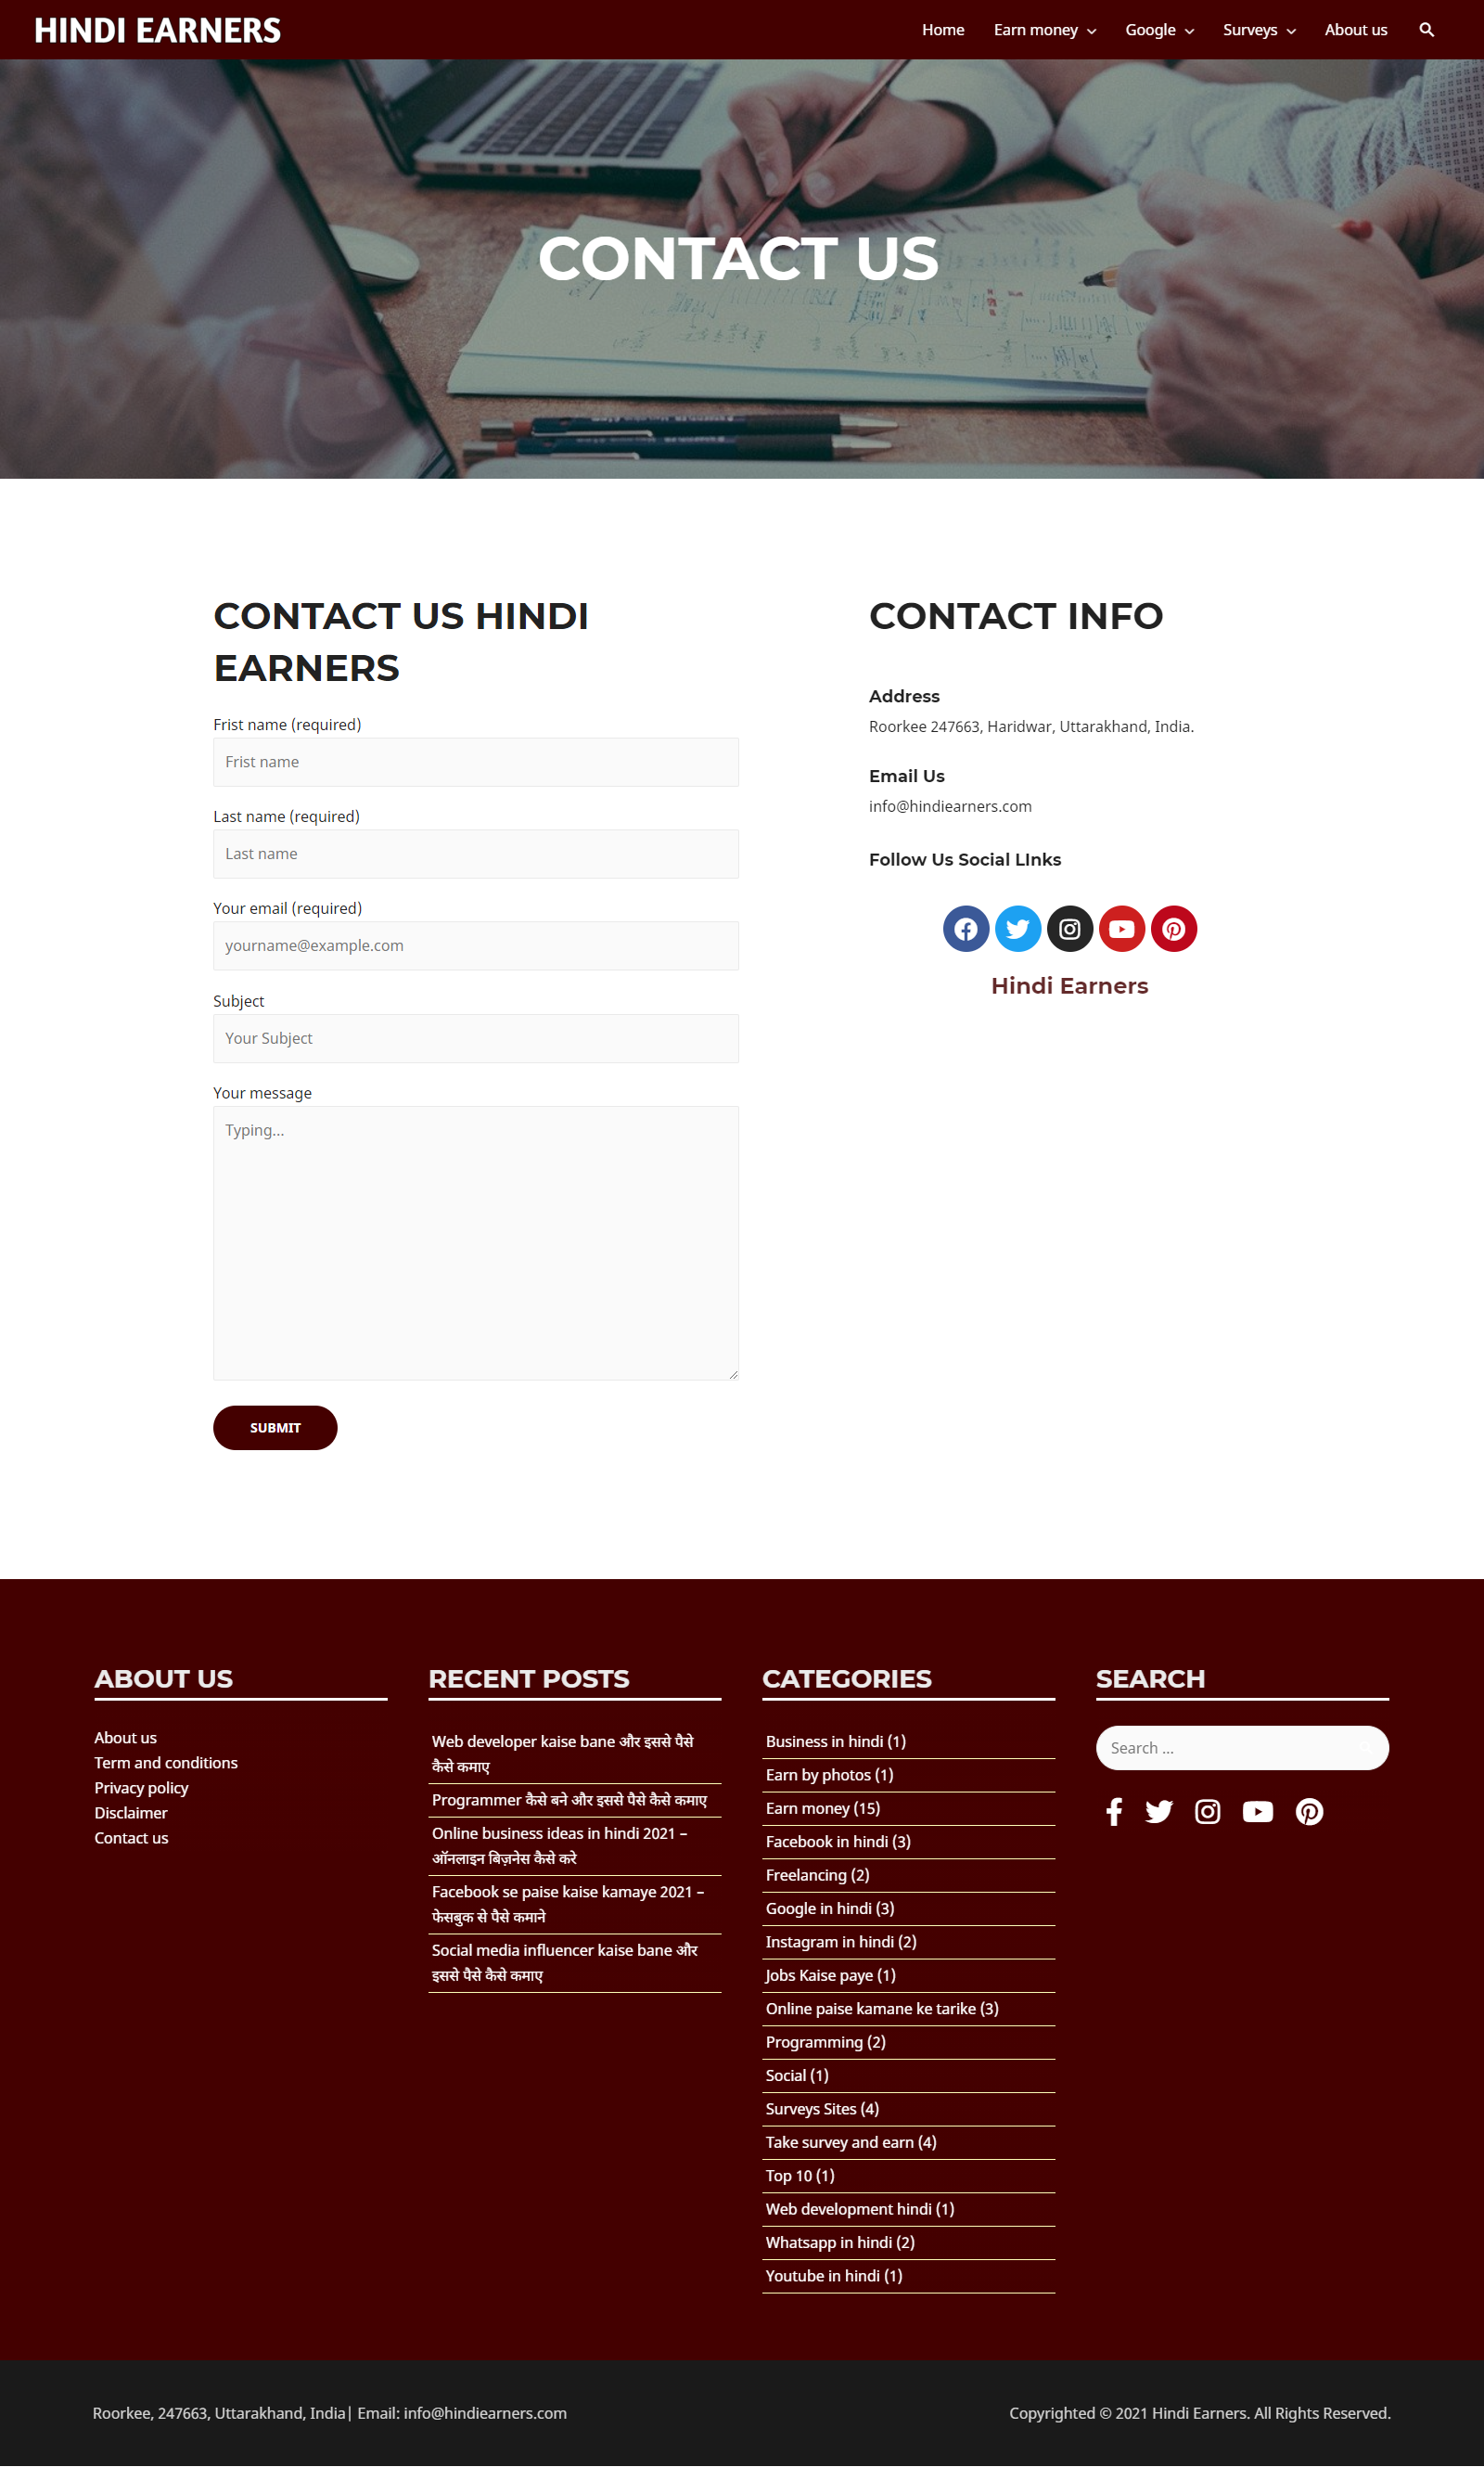 HINDI EARNERS
Home Earn money Google Surveys About us
CONTACT US
CONTACT US HINDI
EARNERS
Frist name (required)
Frist name
Last name (required)
Last name
Your email (required)
yourname@example.com
Subject
Your Subject
Your message
Typing...
SUBMIT
CONTACT INFO
Address
Roorkee 247663, Haridwar, Uttarakhand, India.
Email Us
info@hindiearners.com
Follow Us Social LInks
Hindi Earners
ABOUT US
About us
Term and conditions
Privacy policy
Disclaimer
Contact us
RECENT POSTS
Web developer kaise bane और इससे पैसे
कैसे कमाए
Programmer कैसे बने और इससे पैसे कैसे कमाए
Online business ideas in hindi 2021 –
ऑनलाइन बिज़नेस कैसे करे
Facebook se paise kaise kamaye 2021 –
फेसबुक से पैसे कमाने
Social media influencer kaise bane और
इससे पैसे कैसे कमाए
CATEGORIES
Business in hindi (1)
Earn by photos (1)
Earn money (15)
Facebook in hindi (3)
Freelancing (2)
Google in hindi (3)
Instagram in hindi (2)
Jobs Kaise paye (1)
Online paise kamane ke tarike (3)
Programming (2)
Social (1)
Surveys Sites (4)
Take survey and earn (4)
Top 10 (1)
Web development hindi (1)
Whatsapp in hindi (2)
Youtube in hindi (1)
SEARCH
Search ...
Roorkee, 247663, Uttarakhand, India| Email: info@hindiearners.com
Copyrighted © 2021 Hindi Earners. All Rights Reserved.